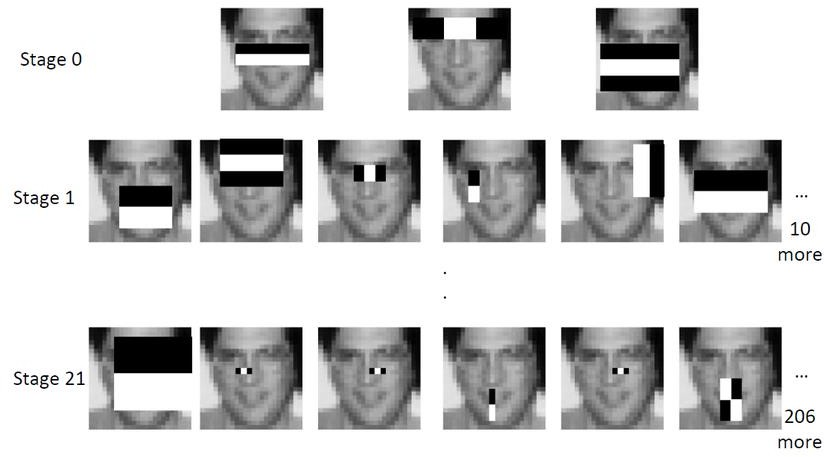 Stage 0
Stage 1
...
10
more
.
.
Stage 21
...
206
more